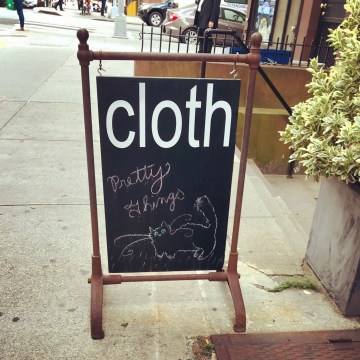 cloth
Pretty
Things